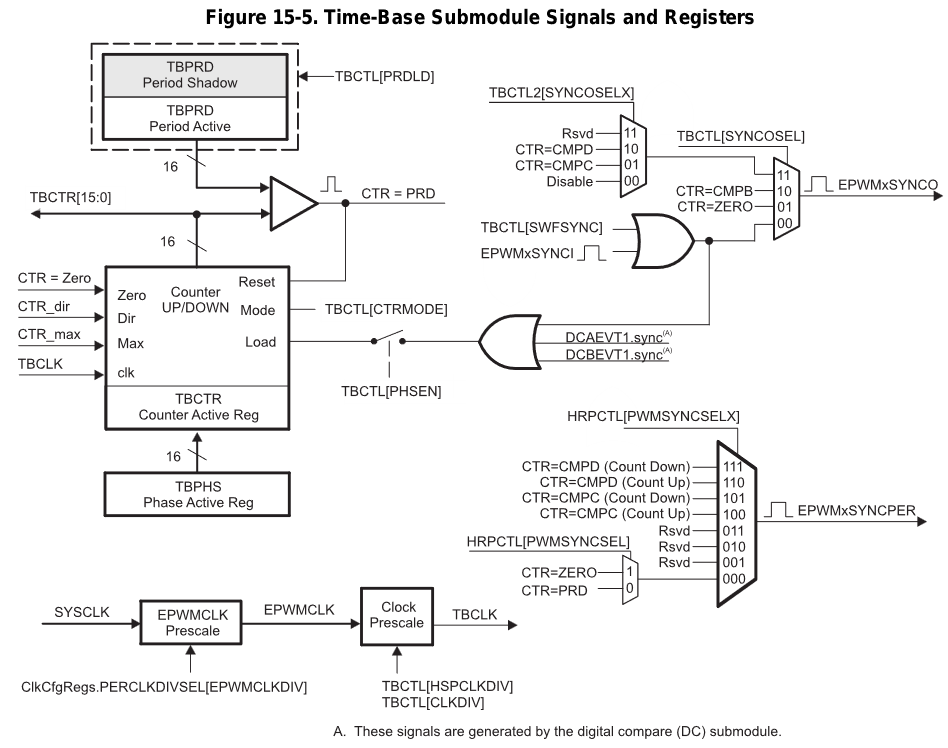 Figure 15-5. Time-Base Submodule Signals and Registers
TBPRD
Period Shadow
TBPRD
Period Active
TBCTL[PRDLD]
16
TBCTR[15:0]
CTR = PRD
16
CTR = Zero
CTR_dir
CTR_max
TBCLK
Zero
Dir
Max
clk
Counter
UP/DOWN
Reset
Mode
Load
TBCTL[CTRMODE]
TBCTL[PHSEN]
TBCTR
Counter Active Reg
16
TBPHS
Phase Active Reg
TBCTL2[SYNCOSELX]
Rsvd 11
CTR=CMPD 10
CTR=CMPC 01
Disable 00
TBCTL[SYNCOSEL]
11
CTR=CMPB 10
CTR=ZERO 01
00
EPWMxSYNCO
TBCTL[SWFSYNC]
EPWMxSYNCI
DCAEVT1.sync(A)
DCBEVT1.sync(A)
HRPCTL[PWMSYNCSELX]
CTR=CMPD (Count Down) 111
CTR=CMPD (Count Up) 110
CTR=CMPC (Count Down) 101
CTR=CMPC (Count Up) 100
Rsvd 011
Rsvd 010
Rsvd 001
000
EPWMxSYNCPER
HRPCTL[PWMSYNCSEL]
CTR=ZERO 1
CTR=PRD 0
SYSCLK
EPWMCLK
Prescale
EPWMCLK
Clock
Prescale
TBCLK
ClkCfgRegs.PERCLKDIVSEL[EPWMCLKDIV]
TBCTL[HSPCLKDIV]
TBCTL[CLKDIV]
A. These signals are generated by the digital compare (DC) submodule.